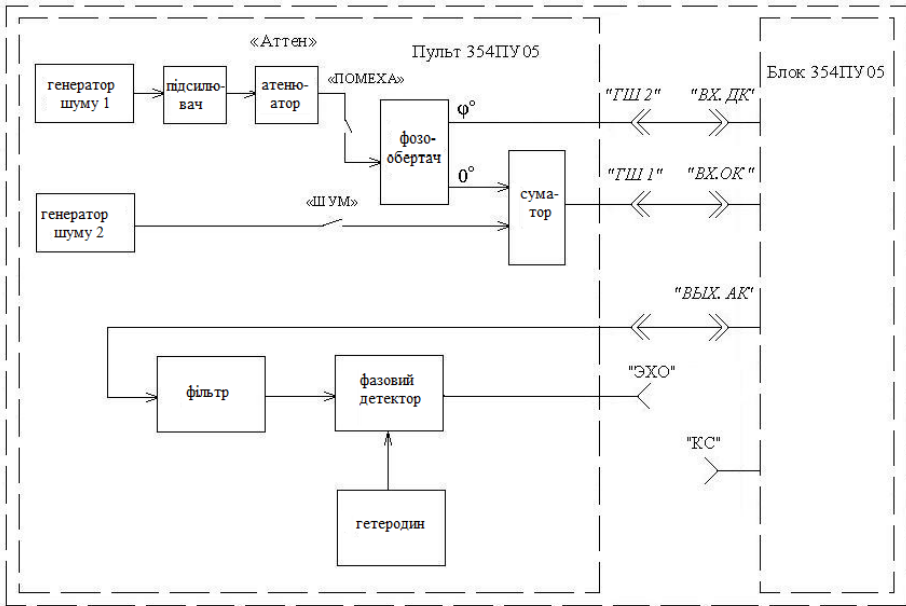 «Аттен»
Пульт 354ПУ05
Блок 354ПУ05
генератор
шуму 1
підсилю-
вач
атеню-
атор
«ПОМЕХА»
фозо-
обертач
φ°
0°
"ГШ 2"
"ВХ. ДК"
"ГШ 1"
"ВХ.ОК"
сума-
тор
генератор
шуму 2
«ШУМ»
"ВЫХ. АК"
фільтр
фазовий
детектор
"ЭХО"
"КС"
гетеродин